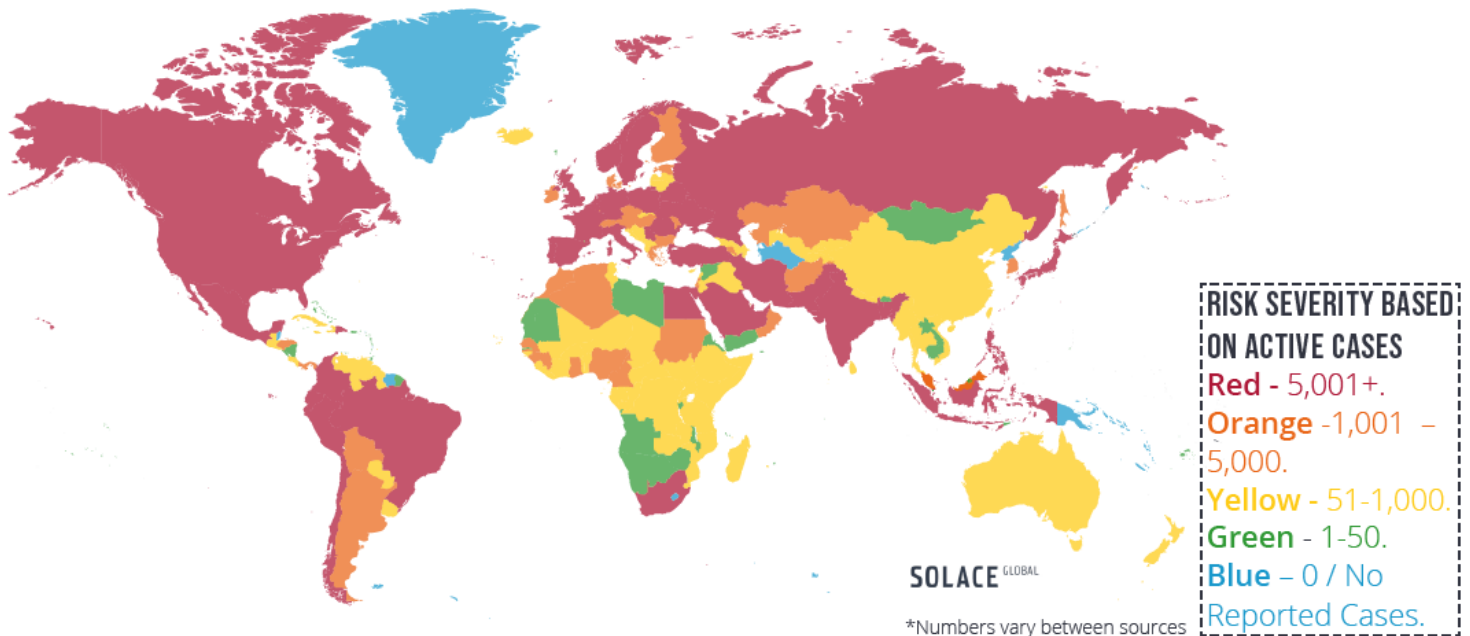 RISK SEVERITY BASED
ON ACTIVE CASES
Red - 5,001+.
Orange -1,001 –
5,000.
Yellow - 51-1,000.
Green - 1-50.
Blue – 0 / No
Reported Cases.
SOLACE GLOBAL
*Numbers vary between sources